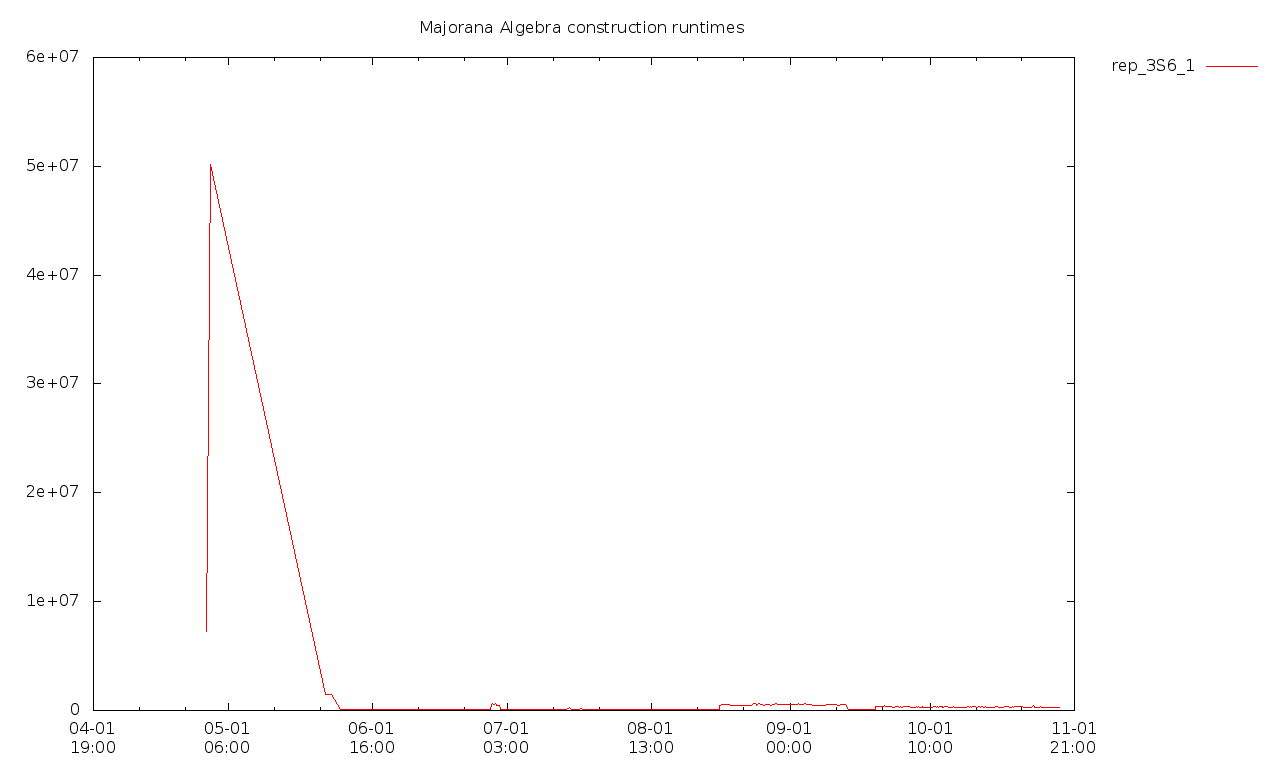 Majorana Algebra construction runtimes
rep_3S6_1
6e+07
5e+07
4e+07
3e+07
2e+07
1e+07
0
04-01 05-01 06-01 07-01 08-01 09-01 10-01 11-01
19:00 06:00 16:00 03:00 13:00 00:00 10:00 21:00